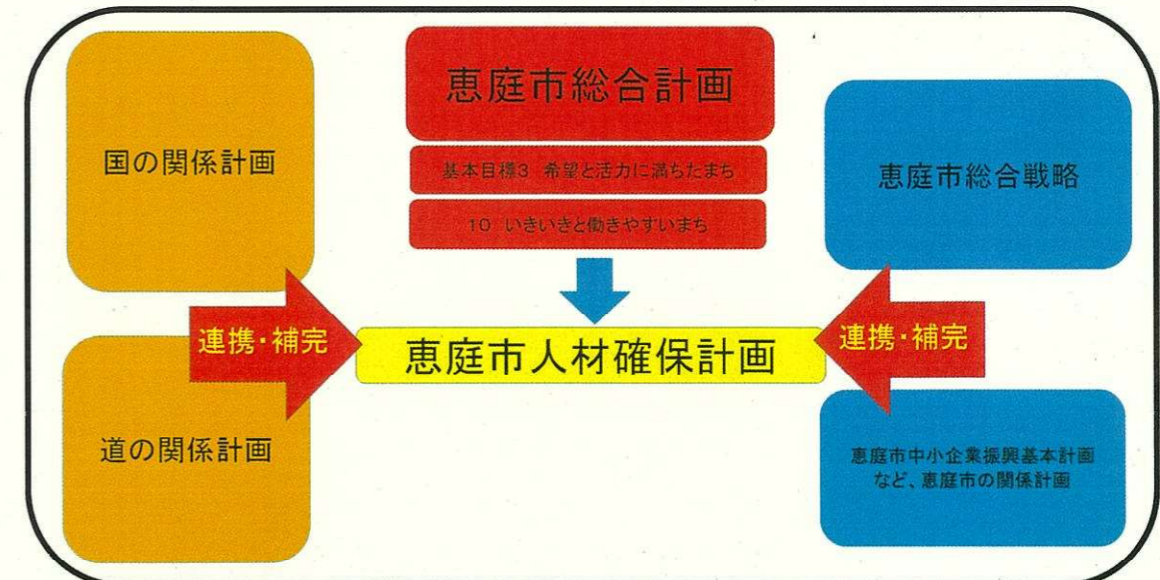 恵庭市総合計画
基本目標3 希望と活力に満ちたまち
10 いきいきと働きやすいまち
国の関係計画
道の関係計画
連携・補完
恵庭市人材確保計画
連携・補完
恵庭市総合戦略
恵庭市中小企業振興基本計画
など、恵庭市の関係計画